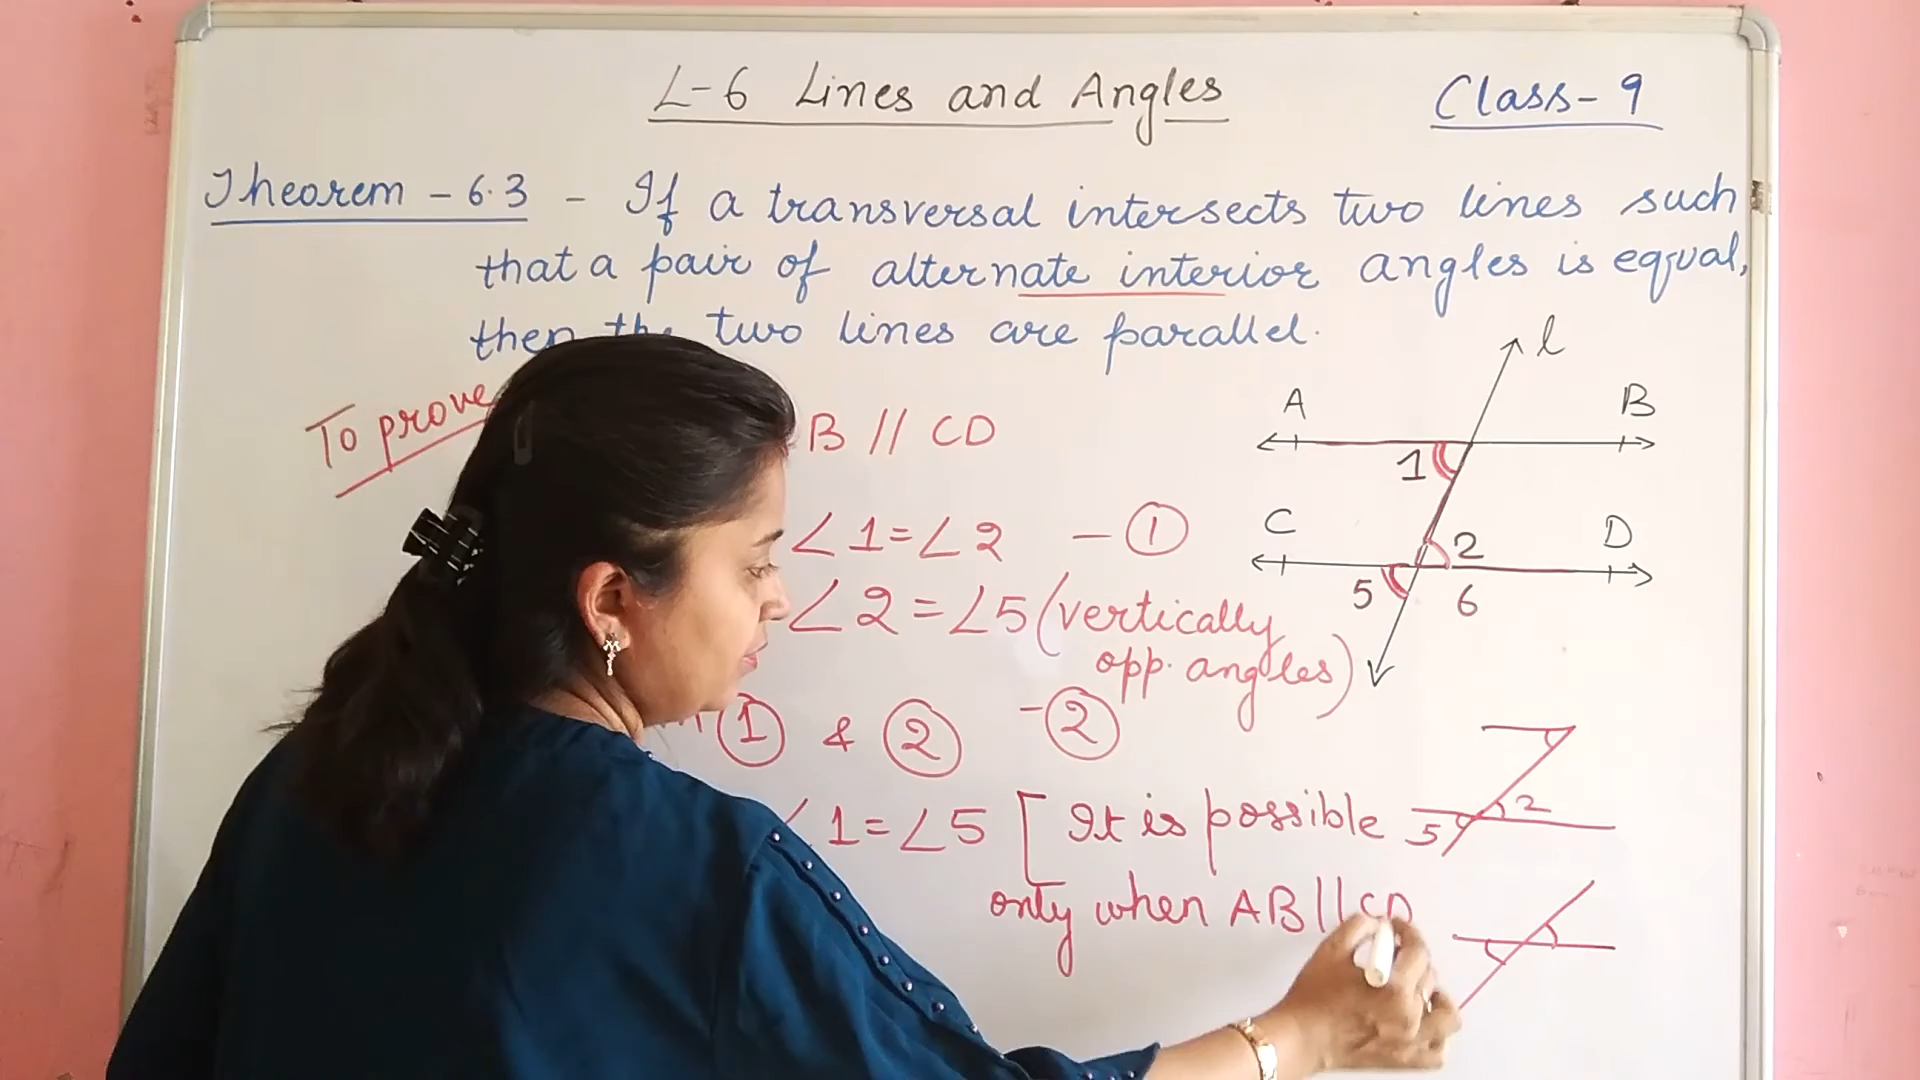 L-6 Lines and Angles
Class-9
Theorem - 6.3 - If a transversal intersects two lines such
that a pair of alternate interior angles is equal,
then the two lines are parallel.
To prove
B // CD
∠1=∠2 - ①
∠2=∠5 (vertically
opp. angles)
① & ② - ②
∠1=∠5 [It is possible
only when AB||CD
l
A B
1
C D
2
5 6
2
5